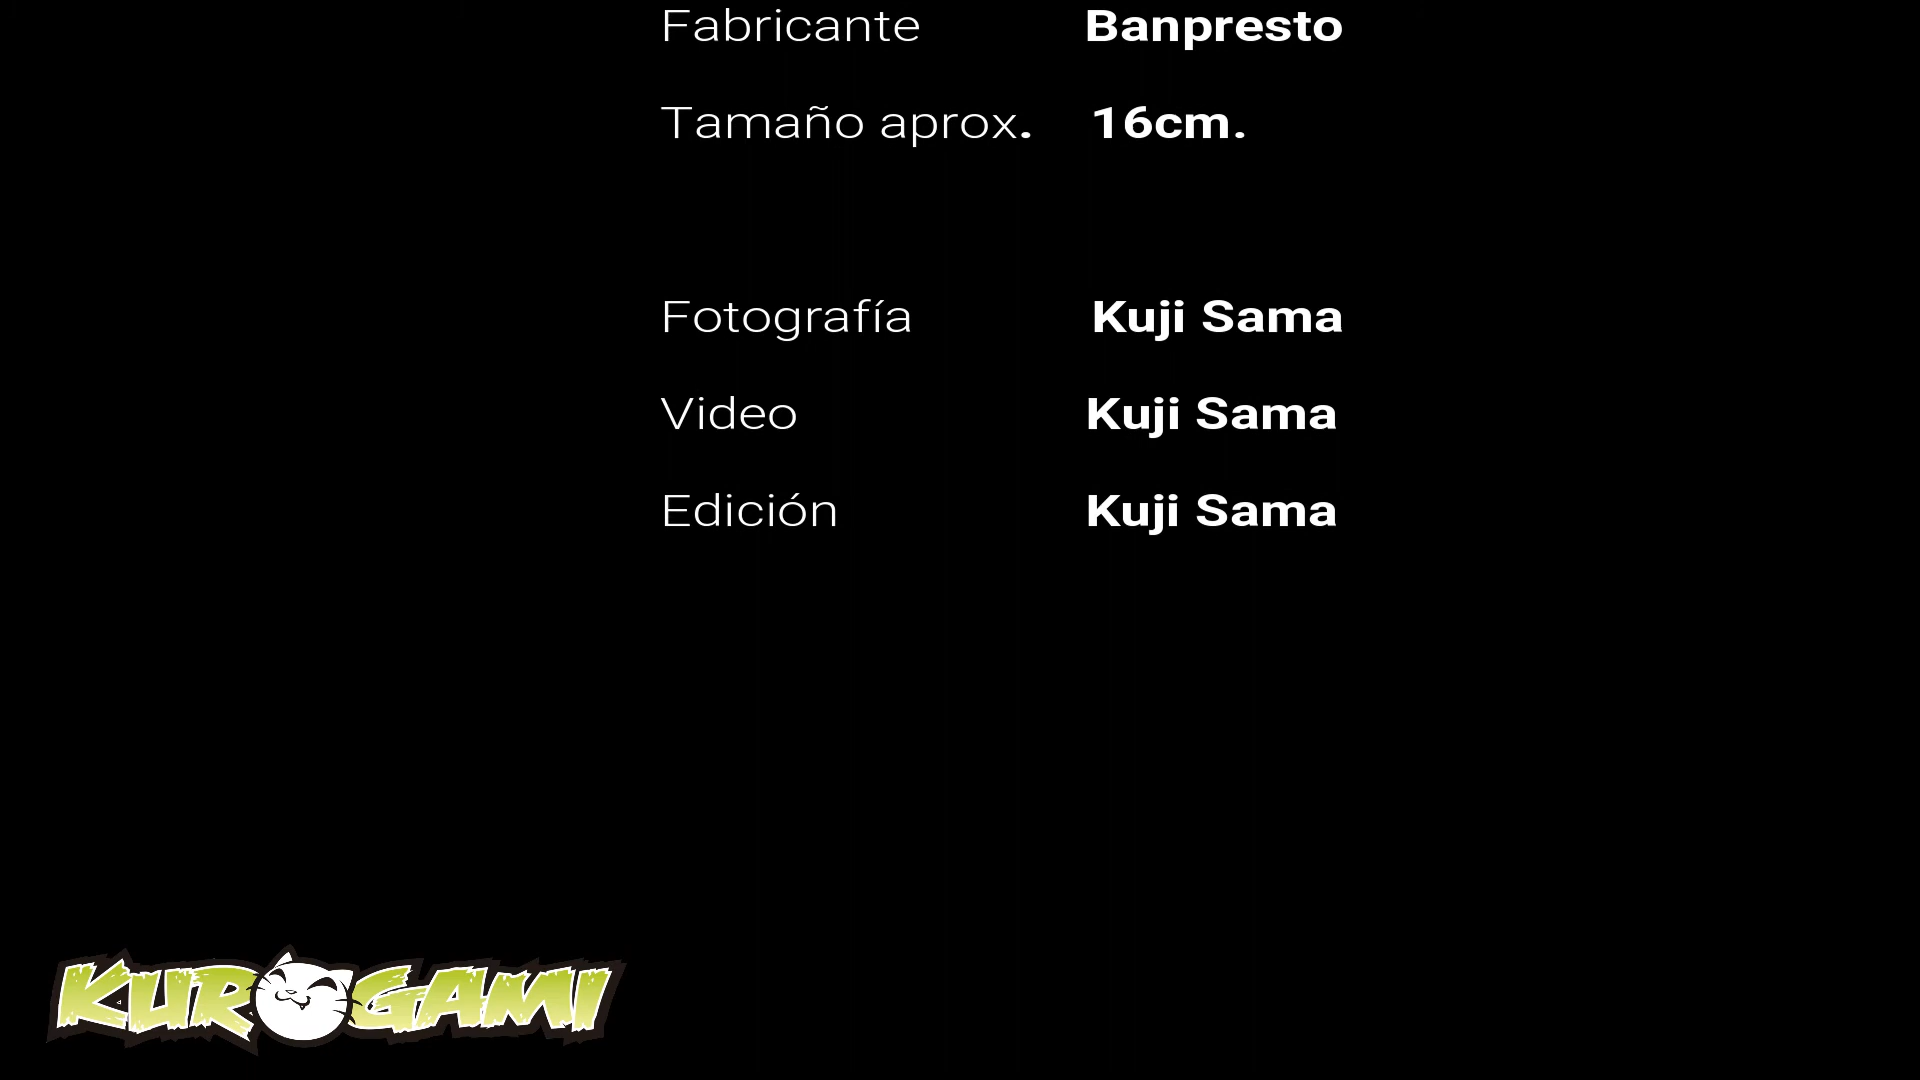 Fabricante Banpresto
Tamaño aprox. 16cm.
Fotografía Kuji Sama
Video Kuji Sama
Edición Kuji Sama
KUROGAMI